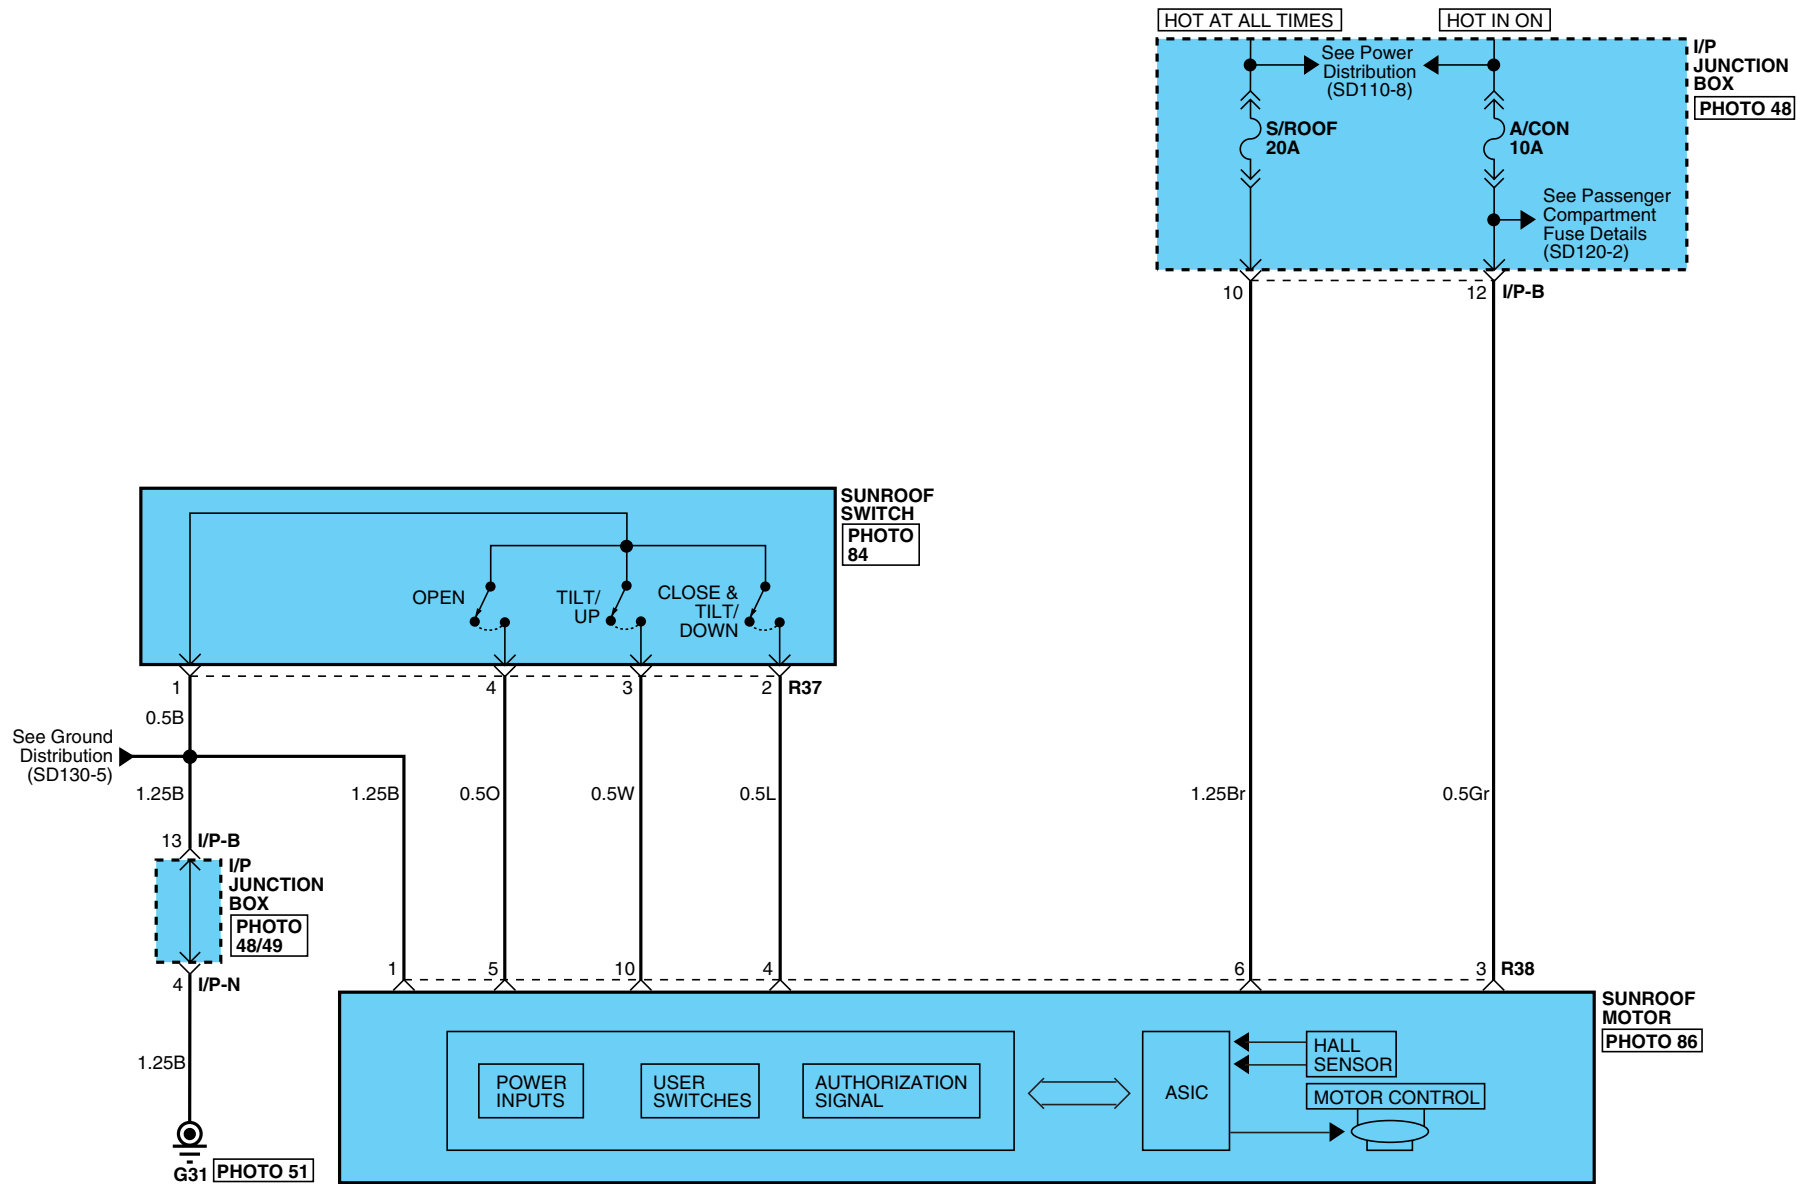 HOT AT ALL TIMES
HOT IN ON
See Power
Distribution
(SD110-8)
I/P
JUNCTION
BOX
PHOTO 48
S/ROOF
20A
A/CON
10A
See Passenger
Compartment
Fuse Details
(SD120-2)
10
12
I/P-B
SUNROOF
SWITCH
PHOTO
84
OPEN
TILT/
UP
CLOSE &
TILT/
DOWN
1
4
3
2
R37
0.5B
See Ground
Distribution
(SD130-5)
1.25B
1.25B
0.5O
0.5W
0.5L
1.25Br
0.5Gr
13
I/P-B
I/P
JUNCTION
BOX
PHOTO
48/49
4
I/P-N
1
5
10
4
6
3
R38
SUNROOF
MOTOR
PHOTO 86
1.25B
POWER
INPUTS
USER
SWITCHES
AUTHORIZATION
SIGNAL
ASIC
HALL
SENSOR
MOTOR CONTROL
G31
PHOTO 51